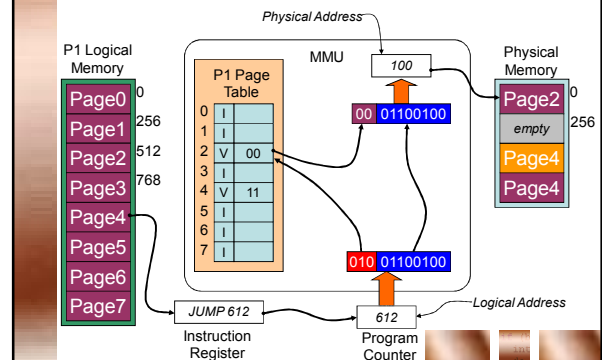 Physical Address
P1 Logical
Memory
Page0
0
Page1
256
Page2
512
Page3
768
Page4
Page5
Page6
Page7
MMU
100
P1 Page
Table
0 I
1 I
2 V 00
3 I
4 V 11
5 I
6 I
7 I
00 01100100
010 01100100
Physical
Memory
Page2
0
empty
256
Page4
Page4
JUMP 612
Instruction
Register
612
Program
Counter
Logical Address